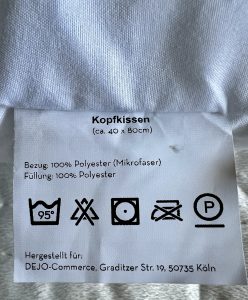 Kopfkissen
(ca. 40 x 80cm)
Bezug: 100% Polyester (Mikrofaser)
Füllung: 100% Polyester
95° P
Hergestellt für:
DEJO-Commerce, Graditzer Str. 19, 50735 Köln